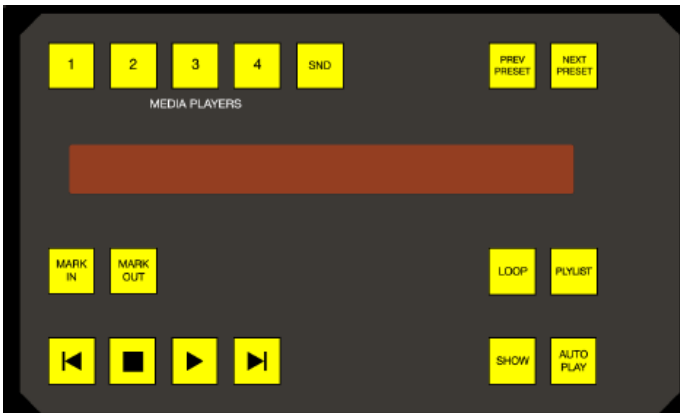 1 2 3 4 SND
PREV
PRESET
NEXT
PRESET
MEDIA PLAYERS
MARK
IN
MARK
OUT
LOOP
PLYLIST
SHOW
AUTO
PLAY